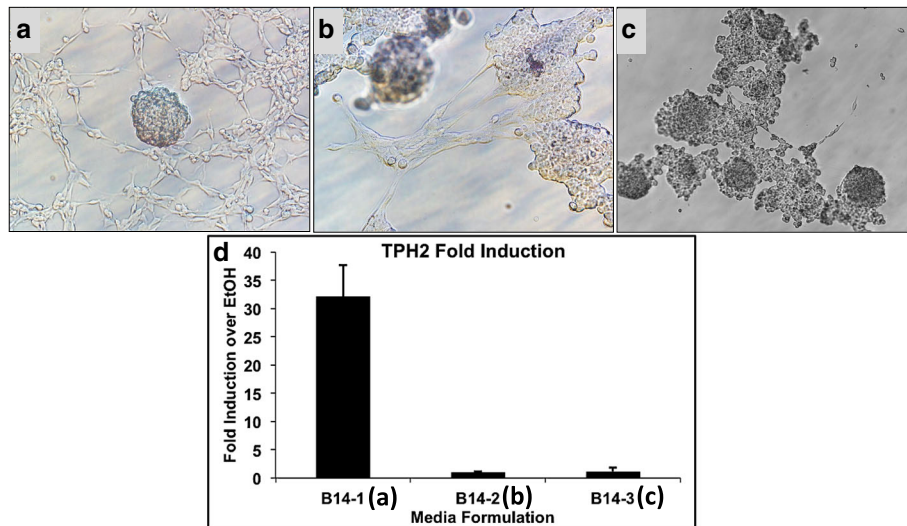 a
b
c
d
TPH2 Fold Induction
Fold Induction over EtOH
40
35
30
25
20
15
10
5
0
B14-1 (a)
B14-2 (b)
B14-3 (c)
Media Formulation